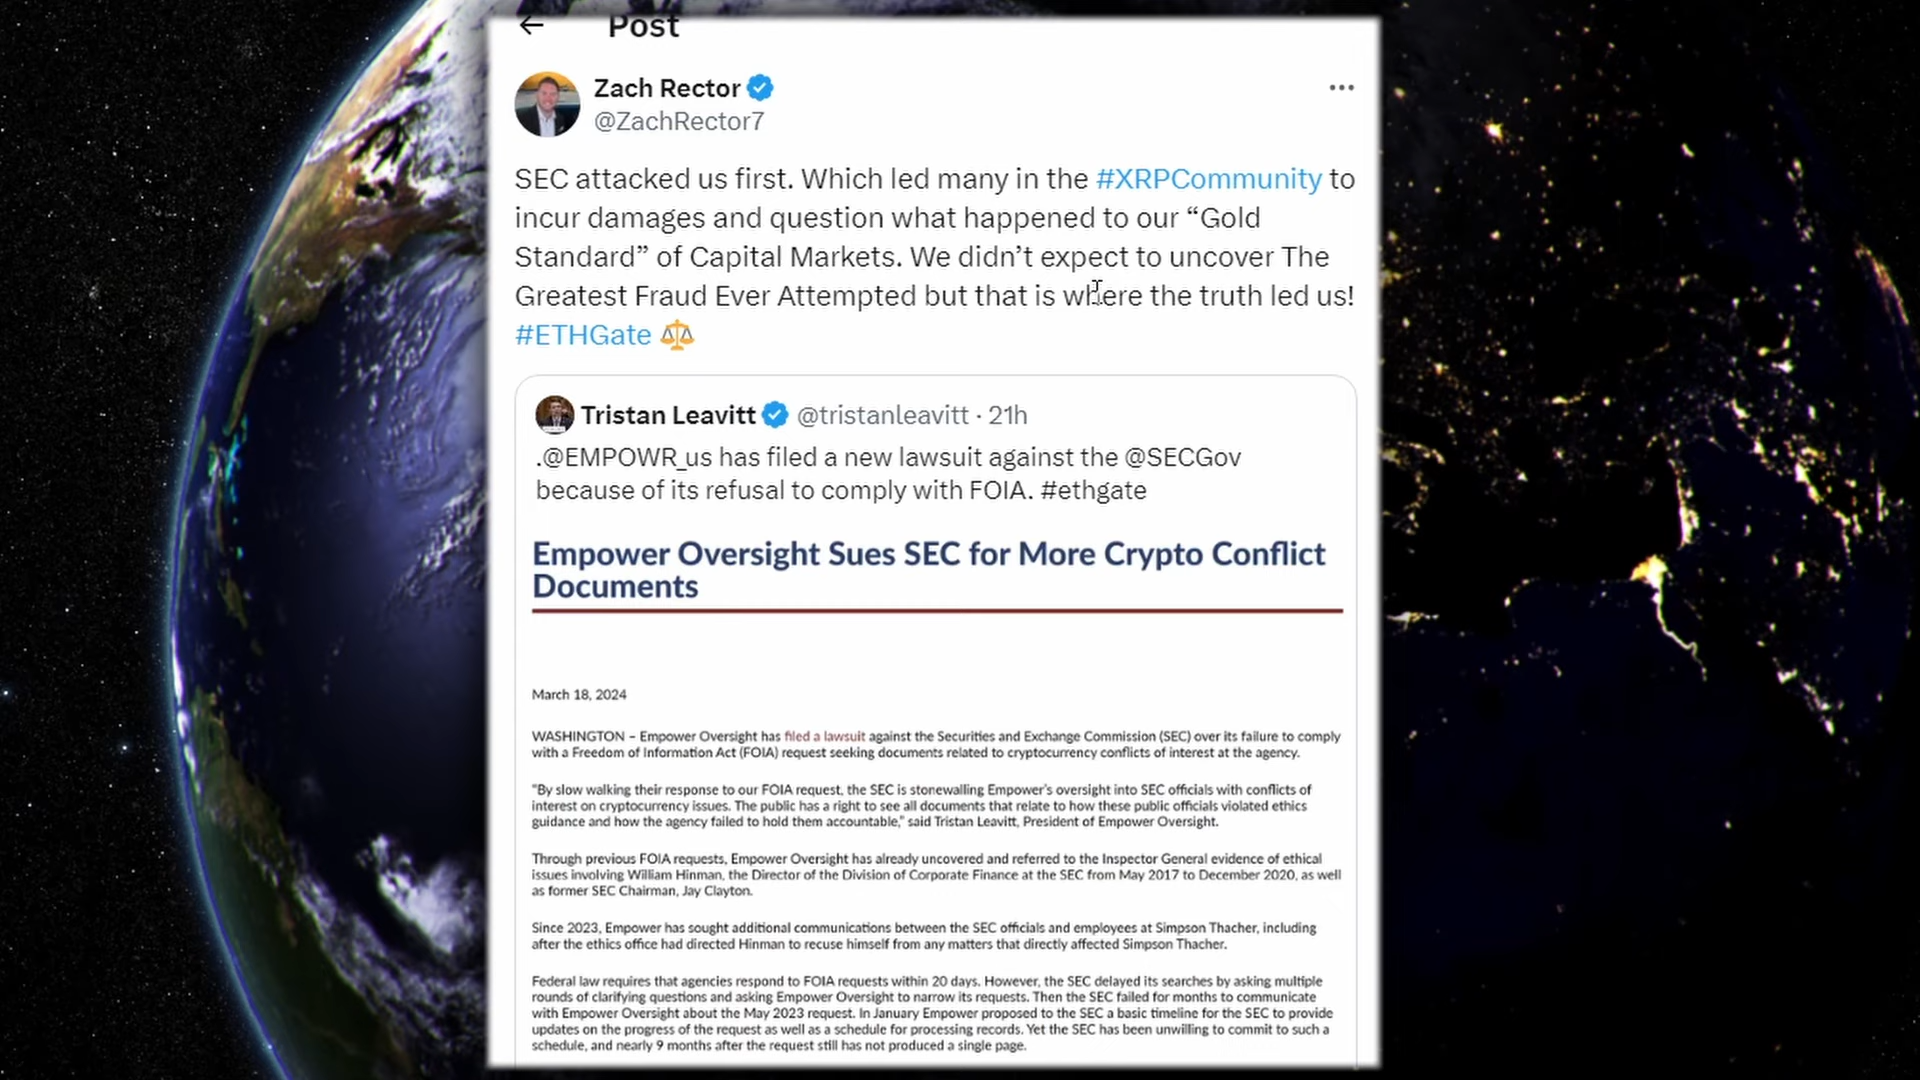 Post
Zach Rector
@ZachRector7
SEC attacked us first. Which led many in the #XRPCommunity to
incur damages and question what happened to our “Gold
Standard” of Capital Markets. We didn’t expect to uncover The
Greatest Fraud Ever Attempted but that is where the truth led us!
#ETHGate ⚖️
Tristan Leavitt @tristanleavitt · 21h
.@EMPOWR_us has filed a new lawsuit against the @SECGov
because of its refusal to comply with FOIA. #ethgate
Empower Oversight Sues SEC for More Crypto Conflict
Documents
March 18, 2024
WASHINGTON – Empower Oversight has filed a lawsuit against the Securities and Exchange Commission (SEC) over its failure to comply
with a Freedom of Information Act (FOIA) request seeking documents related to cryptocurrency conflicts of interest at the agency.
“By slow walking their response to our FOIA request, the SEC is stonewalling Empower’s oversight into SEC officials with conflicts of
interest on cryptocurrency issues. The public has a right to see all documents that relate to how these public officials violated ethics
guidance and how the agency failed to hold them accountable,” said Tristan Leavitt, President of Empower Oversight.
Through previous FOIA requests, Empower Oversight has already uncovered and referred to the Inspector General evidence of ethical
issues involving William Hinman, the Director of the Division of Corporate Finance at the SEC from May 2017 to December 2020, as well
as former SEC Chairman, Jay Clayton.
Since 2023, Empower has sought additional communications between the SEC officials and employees at Simpson Thacher, including
after the ethics office had directed Hinman to recuse himself from any matters that directly affected Simpson Thacher.
Federal law requires that agencies respond to FOIA requests within 20 days. However, the SEC delayed its searches by asking multiple
rounds of clarifying questions and asking Empower Oversight to narrow its requests. Then the SEC failed for months to communicate
with Empower Oversight about the May 2023 request. In January Empower proposed to the SEC a basic timeline for the SEC to provide
updates on the progress of the request as well as a schedule for processing records. Yet the SEC has been unwilling to commit to such a
schedule, and nearly 9 months after the request still has not produced a single page.